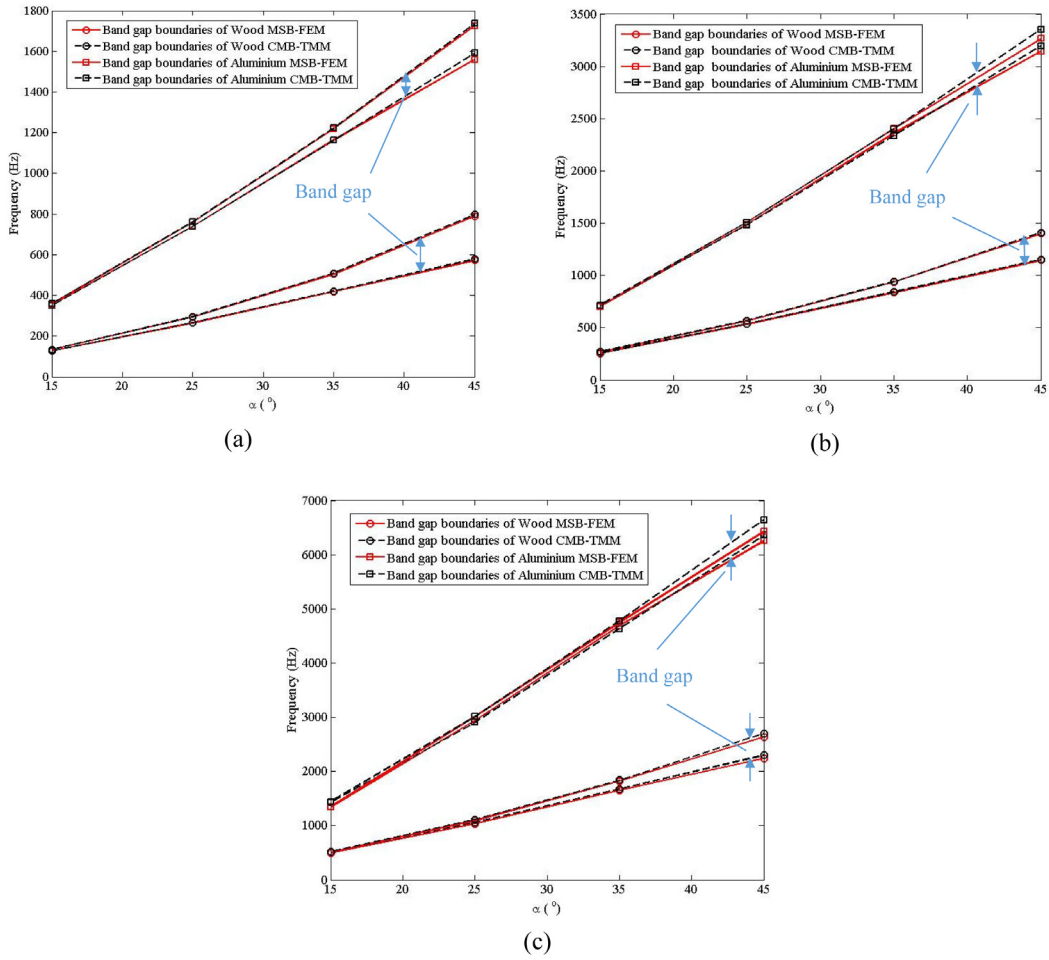 1800
1600
1400
1200
1000
800
600
400
200
0
Frequency (Hz)
Band gap boundaries of Wood MSB-FEM
Band gap boundaries of Wood CMB-TMM
Band gap boundaries of Aluminium MSB-FEM
Band gap boundaries of Aluminium CMB-TMM
Band gap
15 20 25 30 35 40 45
α ( °)
(a)
3500
3000
2500
2000
1500
1000
500
0
Frequency (Hz)
Band gap boundaries of Wood MSB-FEM
Band gap boundaries of Wood CMB-TMM
Band gap boundaries of Aluminium MSB-FEM
Band gap boundaries of Aluminium CMB-TMM
Band gap
15 20 25 30 35 40 45
α ( °)
(b)
7000
6000
5000
4000
3000
2000
1000
0
Frequency (Hz)
Band gap boundaries of Wood MSB-FEM
Band gap boundaries of Wood CMB-TMM
Band gap boundaries of Aluminium MSB-FEM
Band gap boundaries of Aluminium CMB-TMM
Band gap
15 20 25 30 35 40 45
α ( °)
(c)